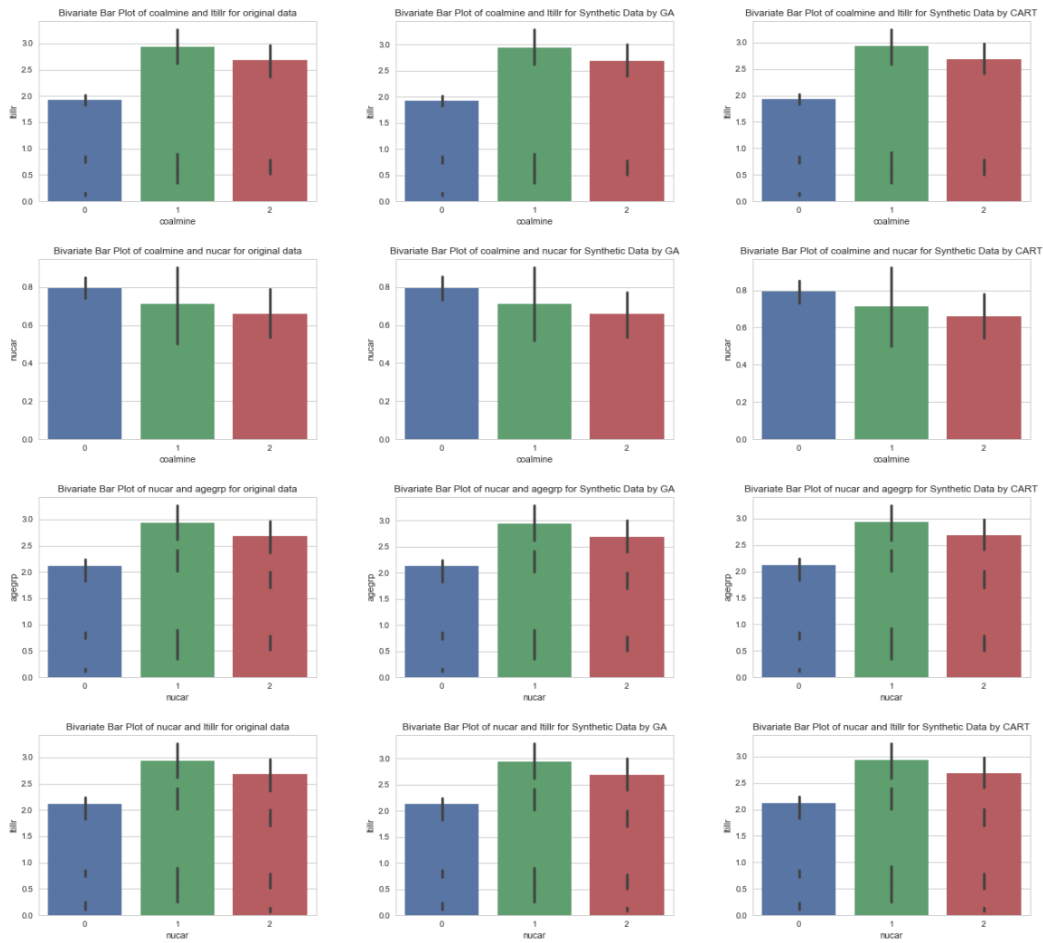 Bivariate Bar Plot of coalmine and ltillr for original data
Bivariate Bar Plot of coalmine and ltillr for Synthetic Data by GA
Bivariate Bar Plot of coalmine and ltillr for Synthetic Data by CART
3.0
2.5
2.0
1.5
1.0
0.5
0.0
ltillr
0 1 2
coalmine
3.0
2.5
2.0
1.5
1.0
0.5
0.0
ltillr
0 1 2
coalmine
3.0
2.5
2.0
1.5
1.0
0.5
0.0
ltillr
0 1 2
coalmine
Bivariate Bar Plot of coalmine and nucar for original data
Bivariate Bar Plot of coalmine and nucar for Synthetic Data by GA
Bivariate Bar Plot of coalmine and nucar for Synthetic Data by CART
0.8
0.6
0.4
0.2
0.0
nucar
0 1 2
coalmine
0.8
0.6
0.4
0.2
0.0
nucar
0 1 2
coalmine
0.8
0.6
0.4
0.2
0.0
nucar
0 1 2
coalmine
Bivariate Bar Plot of nucar and agegrp for original data
Bivariate Bar Plot of nucar and agegrp for Synthetic Data by GA
Bivariate Bar Plot of nucar and agegrp for Synthetic Data by CART
3.0
2.5
2.0
1.5
1.0
0.5
0.0
agegrp
0 1 2
nucar
3.0
2.5
2.0
1.5
1.0
0.5
0.0
agegrp
0 1 2
nucar
3.0
2.5
2.0
1.5
1.0
0.5
0.0
agegrp
0 1 2
nucar
Bivariate Bar Plot of nucar and ltillr for original data
Bivariate Bar Plot of nucar and ltillr for Synthetic Data by GA
Bivariate Bar Plot of nucar and ltillr for Synthetic Data by CART
3.0
2.5
2.0
1.5
1.0
0.5
0.0
ltillr
0 1 2
nucar
3.0
2.5
2.0
1.5
1.0
0.5
0.0
ltillr
0 1 2
nucar
3.0
2.5
2.0
1.5
1.0
0.5
0.0
ltillr
0 1 2
nucar